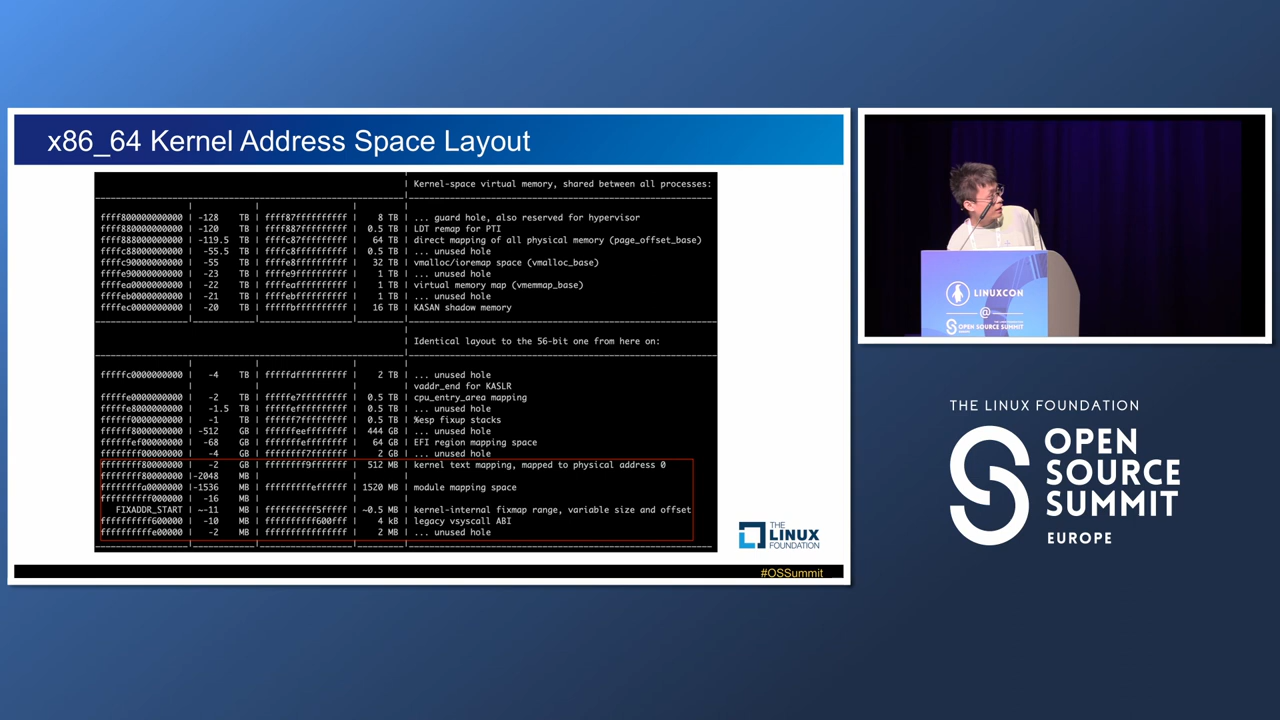 x86_64 Kernel Address Space Layout
| Kernel-space virtual memory, shared between all processes:
ffff800000000000 | -128 TB | ffff87ffffffffff | 8 TB | ... guard hole, also reserved for hypervisor
ffff880000000000 | -120 TB | ffff887fffffffff | 0.5 TB | LDT remap for PTI
ffff888000000000 | -119.5 TB | ffffc87fffffffff | 64 TB | direct mapping of all physical memory (page_offset_base)
ffffc88000000000 | -55.5 TB | ffffc8ffffffffff | 0.5 TB | ... unused hole
ffffc90000000000 | -55 TB | ffffe8ffffffffff | 32 TB | vmalloc/ioremap space (vmalloc_base)
ffffe90000000000 | -23 TB | ffffe9ffffffffff | 1 TB | ... unused hole
ffffea0000000000 | -22 TB | ffffeaffffffffff | 1 TB | virtual memory map (vmemmap_base)
ffffeb0000000000 | -21 TB | ffffebffffffffff | 1 TB | ... unused hole
ffffec0000000000 | -20 TB | fffffbffffffffff | 16 TB | KASAN shadow memory
| Identical layout to the 56-bit one from here on:
fffffc0000000000 | -4 TB | fffffdffffffffff | 2 TB | ... unused hole
| | | | vaddr_end for KASLR
fffffe0000000000 | -2 TB | fffffe7fffffffff | 0.5 TB | cpu_entry_area mapping
fffffe8000000000 | -1.5 TB | fffffeffffffffff | 0.5 TB | ... unused hole
ffffff0000000000 | -1 TB | ffffff7fffffffff | 0.5 TB | %esp fixup stacks
ffffff8000000000 | -512 GB | ffffffeeffffffff | 444 GB | ... unused hole
ffffffef00000000 | -68 GB | fffffffeffffffff | 64 GB | EFI region mapping space
ffffffff00000000 | -4 GB | ffffffff7fffffff | 2 GB | ... unused hole
ffffffff80000000 | -2 GB | ffffffff9fffffff | 512 MB | kernel text mapping, mapped to physical address 0
ffffffff80000000 |-2048 MB | | |
ffffffffa0000000 |-1536 MB | fffffffffeffffff | 1520 MB | module mapping space
ffffffffff000000 | -16 MB | | |
FIXADDR_START | ~-11 MB | ffffffffff5fffff | ~0.5 MB | kernel-internal fixmap range, variable size and offset
ffffffffff600000 | -10 MB | ffffffffff600fff | 4 kB | legacy vsyscall ABI
ffffffffffe00000 | -2 MB | ffffffffffffffff | 2 MB | ... unused hole
THE
LINUX
FOUNDATION
#OSSummit
LINUXCON
@
OPEN SOURCE SUMMIT
THE LINUX FOUNDATION
OPEN
SOURCE
SUMMIT
EUROPE